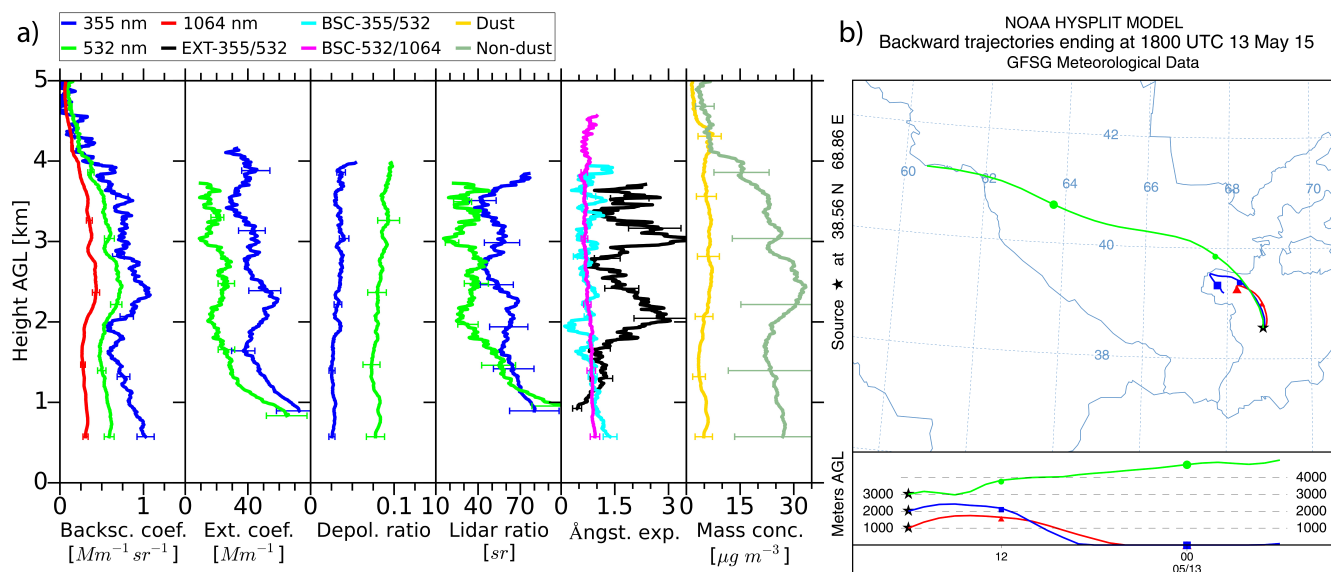 a)
355 nm 1064 nm BSC-355/532 Dust
532 nm EXT-355/532 BSC-532/1064 Non-dust
5
4
3
2
1
0
Height AGL [km]
0 1 0 40 0 0.1 10 40 70 0 1.5 3 0 15 30
Backsc. coef. Ext. coef. Depol. ratio Lidar ratio Ångst. exp. Mass conc.
[Mm⁻¹ sr⁻¹] [Mm⁻¹] [sr] [μg m⁻³]
b)
NOAA HYSPLIT MODEL
Backward trajectories ending at 1800 UTC 13 May 15
GFSG Meteorological Data
Source ★ at 38.56 N 68.86 E
42
60 62 64 66 68 70
40
38
Meters AGL
4000
3000 3000
2000 2000
1000 1000
12 00
05/13